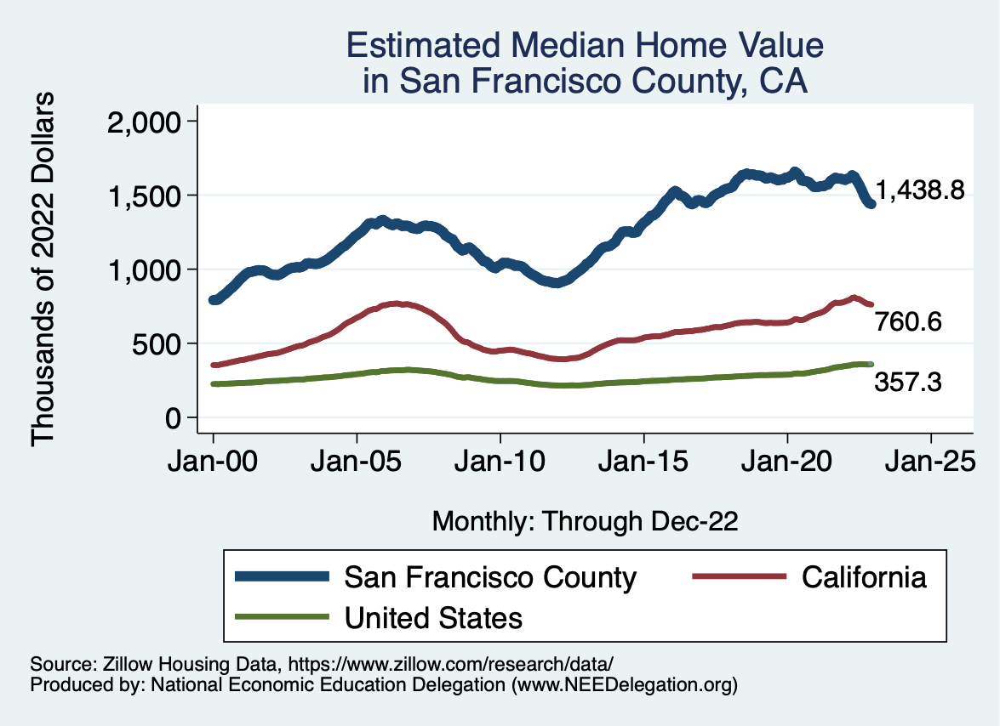 Estimated Median Home Value
in San Francisco County, CA
Thousands of 2022 Dollars
2,000
1,500
1,000
500
0
1,438.8
760.6
357.3
Jan-00 Jan-05 Jan-10 Jan-15 Jan-20 Jan-25
Monthly: Through Dec-22
San Francisco County California
United States
Source: Zillow Housing Data, https://www.zillow.com/research/data/
Produced by: National Economic Education Delegation (www.NEEDelegation.org)